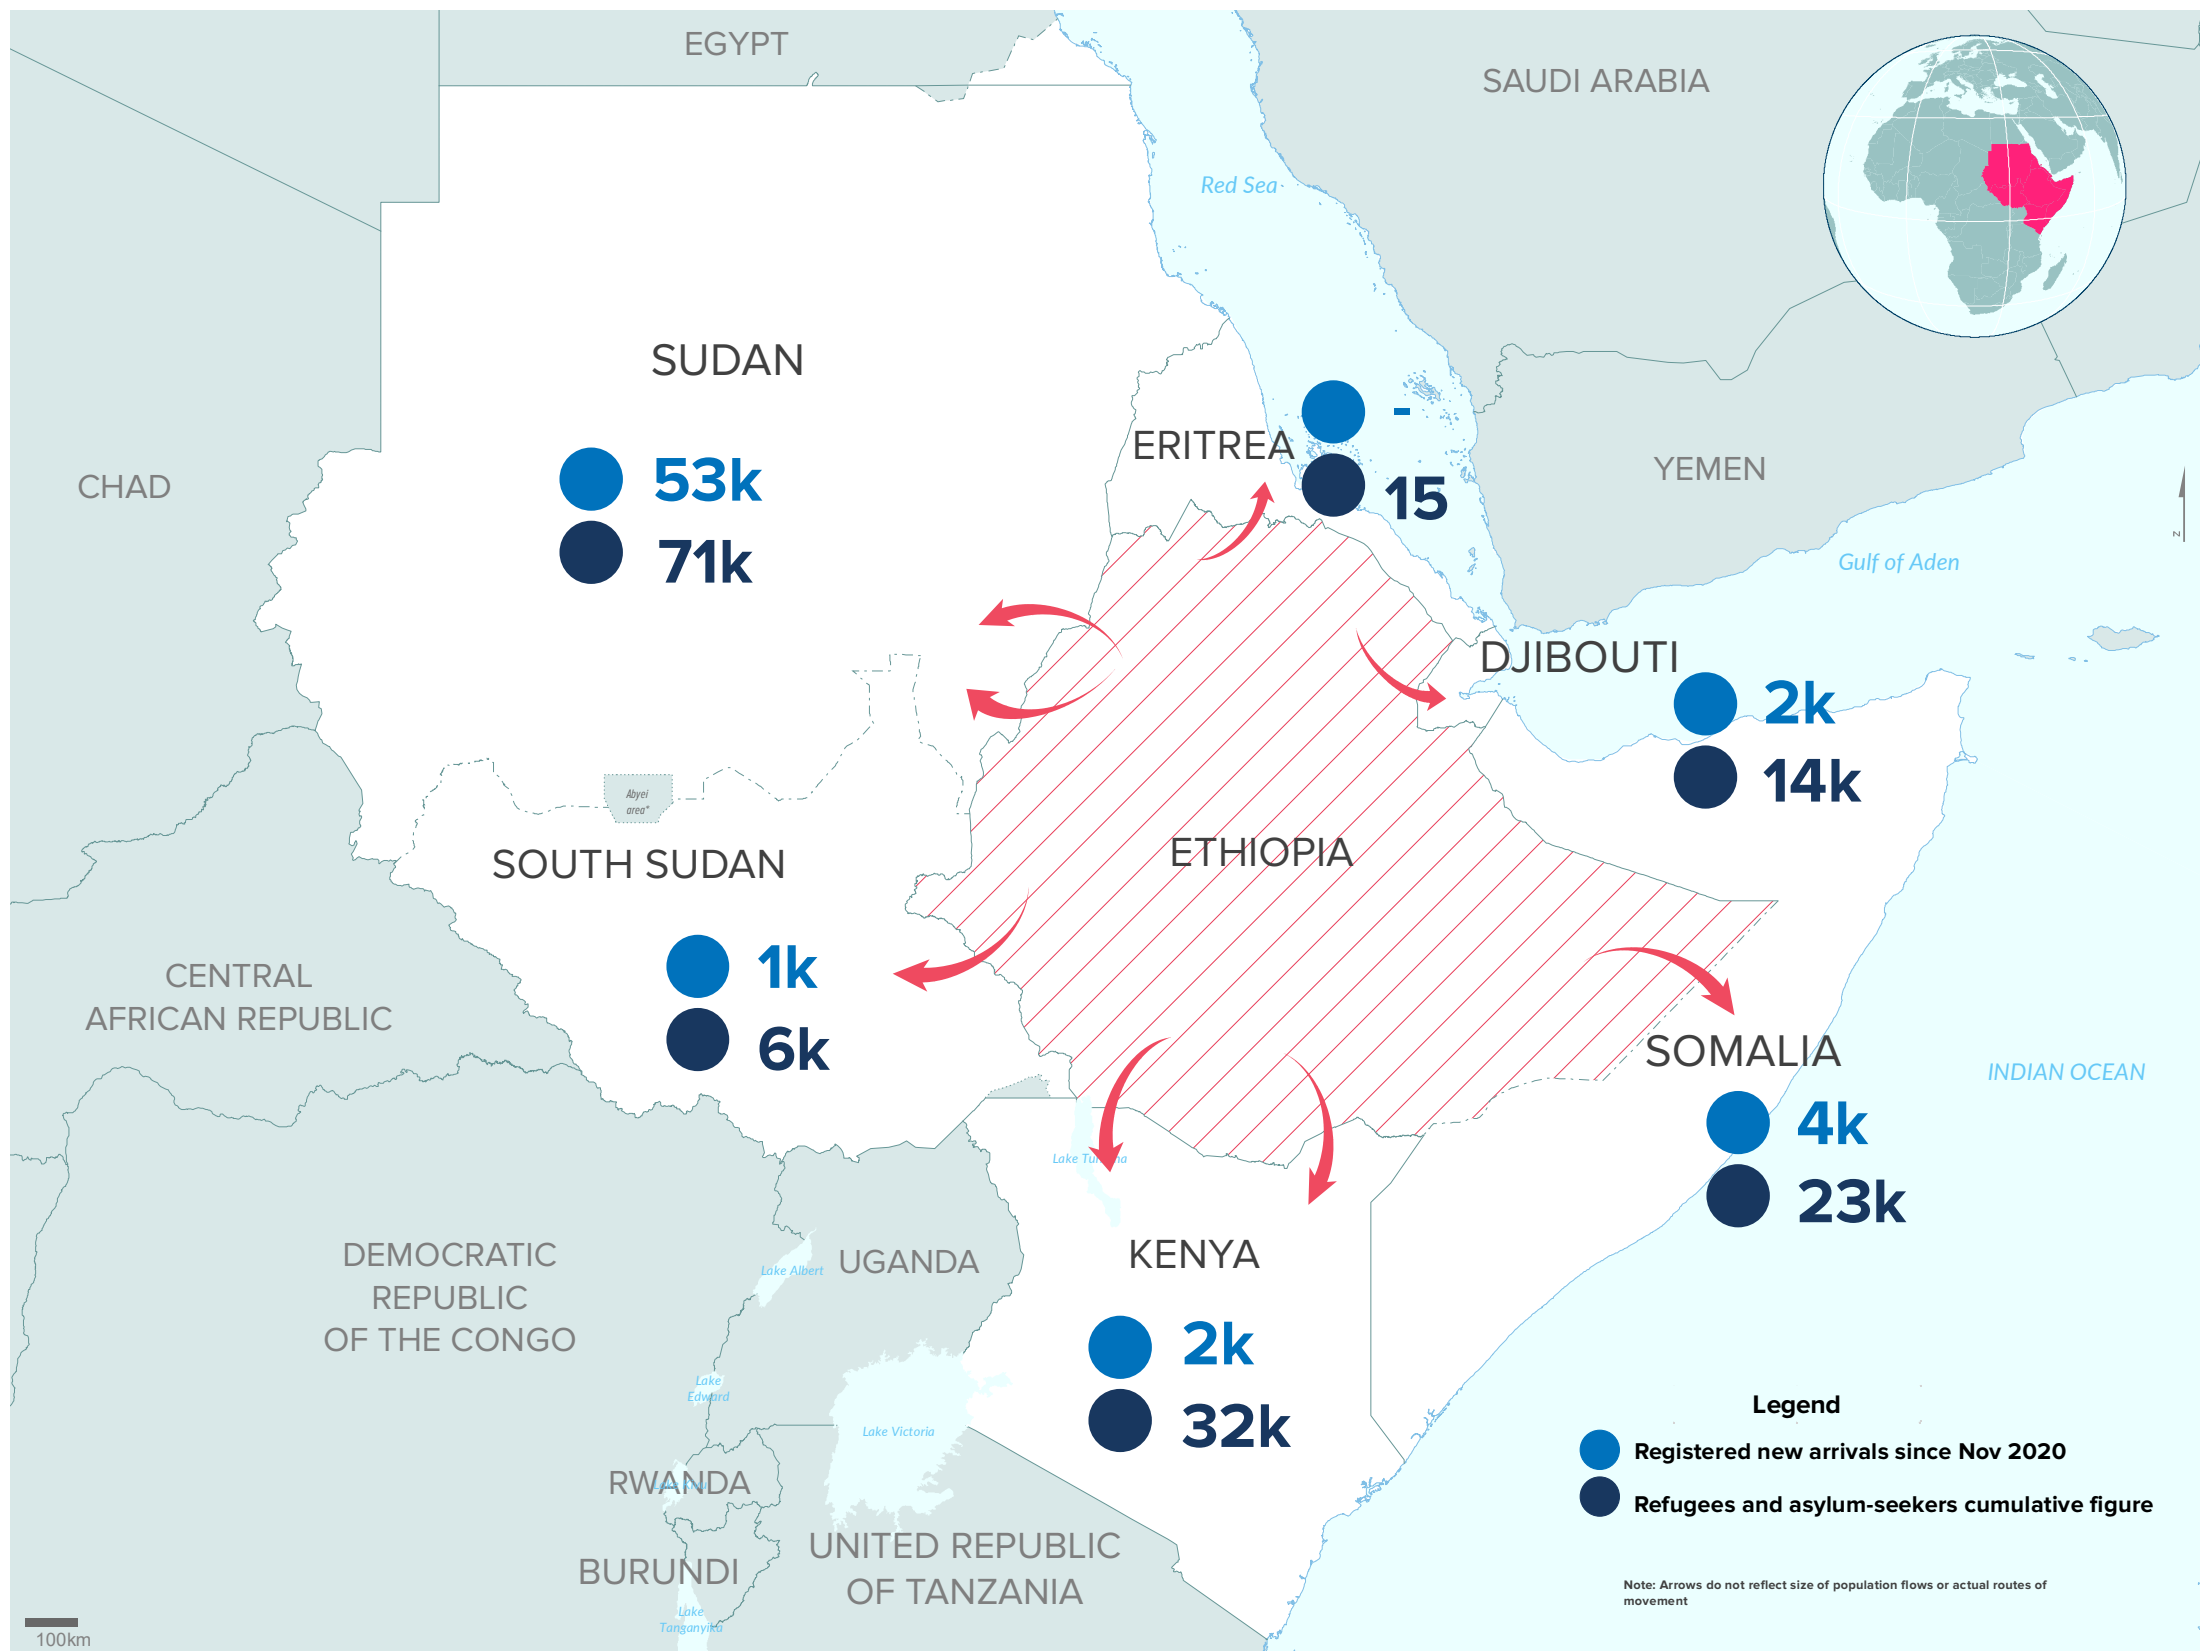 EGYPT
SAUDI ARABIA
Red Sea
SUDAN
ERITREA
-
15
YEMEN
CHAD
53k
71k
N
Gulf of Aden
DJIBOUTI
2k
14k
Abyei
area*
ETHIOPIA
SOUTH SUDAN
1k
6k
CENTRAL
AFRICAN REPUBLIC
SOMALIA
4k
23k
INDIAN OCEAN
DEMOCRATIC
REPUBLIC
OF THE CONGO
Lake Albert
UGANDA
KENYA
2k
32k
Lake
Edward
Lake Victoria
RWANDA
BURUNDI
UNITED REPUBLIC
OF TANZANIA
Lake
Tanganyika
Legend
Registered new arrivals since Nov 2020
Refugees and asylum-seekers cumulative figure
Note: Arrows do not reflect size of population flows or actual routes of
movement
100km